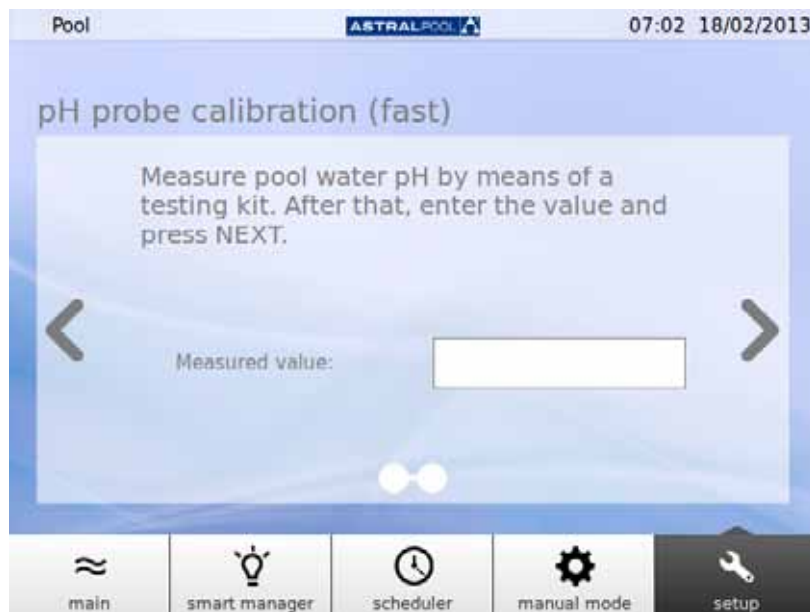 Pool
ASTRALPOOL
07:02 18/02/2013
pH probe calibration (fast)
Measure pool water pH by means of a
testing kit. After that, enter the value and
press NEXT.
Measured value:
main
smart manager
scheduler
manual mode
setup